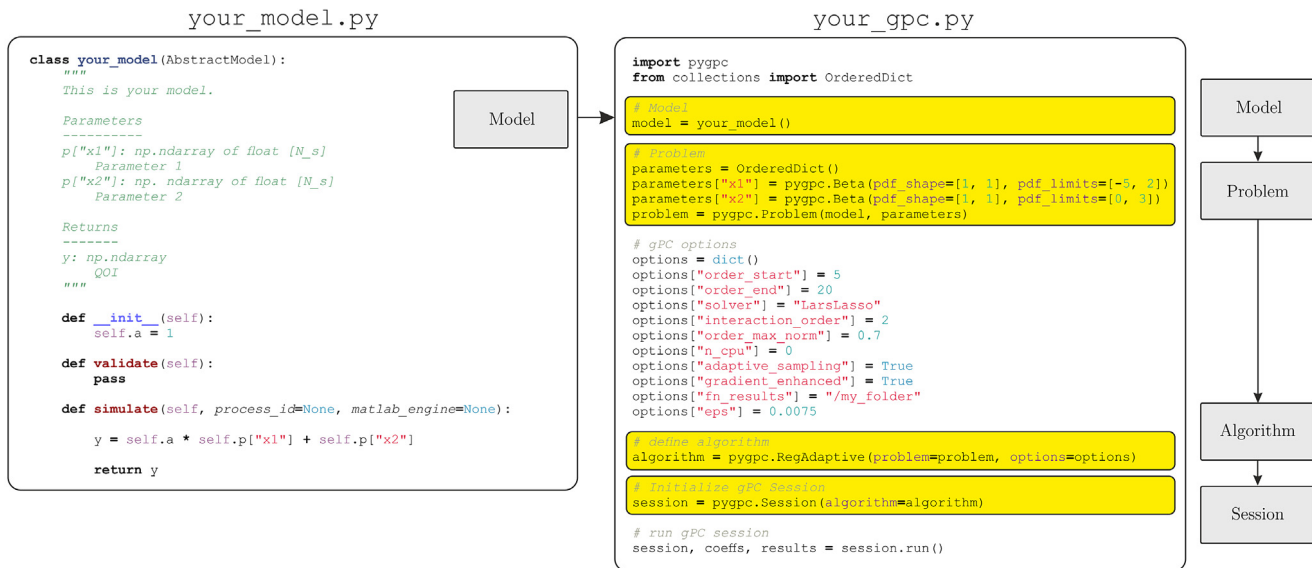 your_model.py
class your_model(AbstractModel):
"""
This is your model.
Parameters
----------
p["x1"]: np.ndarray of float [N_s]
Parameter 1
p["x2"]: np. ndarray of float [N_s]
Parameter 2
Returns
-------
y: np.ndarray
QOI
"""
def __init__(self):
self.a = 1
def validate(self):
pass
def simulate(self, process_id=None, matlab_engine=None):
y = self.a * self.p["x1"] + self.p["x2"]
return y
Model
your_gpc.py
import pygpc
from collections import OrderedDict
# Model
model = your_model()
# Problem
parameters = OrderedDict()
parameters["x1"] = pygpc.Beta(pdf_shape=[1, 1], pdf_limits=[-5, 2])
parameters["x2"] = pygpc.Beta(pdf_shape=[1, 1], pdf_limits=[0, 3])
problem = pygpc.Problem(model, parameters)
# gPC options
options = dict()
options["order_start"] = 5
options["order_end"] = 20
options["solver"] = "LarsLasso"
options["interaction_order"] = 2
options["order_max_norm"] = 0.7
options["n_cpu"] = 0
options["adaptive_sampling"] = True
options["gradient_enhanced"] = True
options["fn_results"] = "/my_folder"
options["eps"] = 0.0075
# define algorithm
algorithm = pygpc.RegAdaptive(problem=problem, options=options)
# Initialize gPC Session
session = pygpc.Session(algorithm=algorithm)
# run gPC session
session, coeffs, results = session.run()
Model
Problem
Algorithm
Session